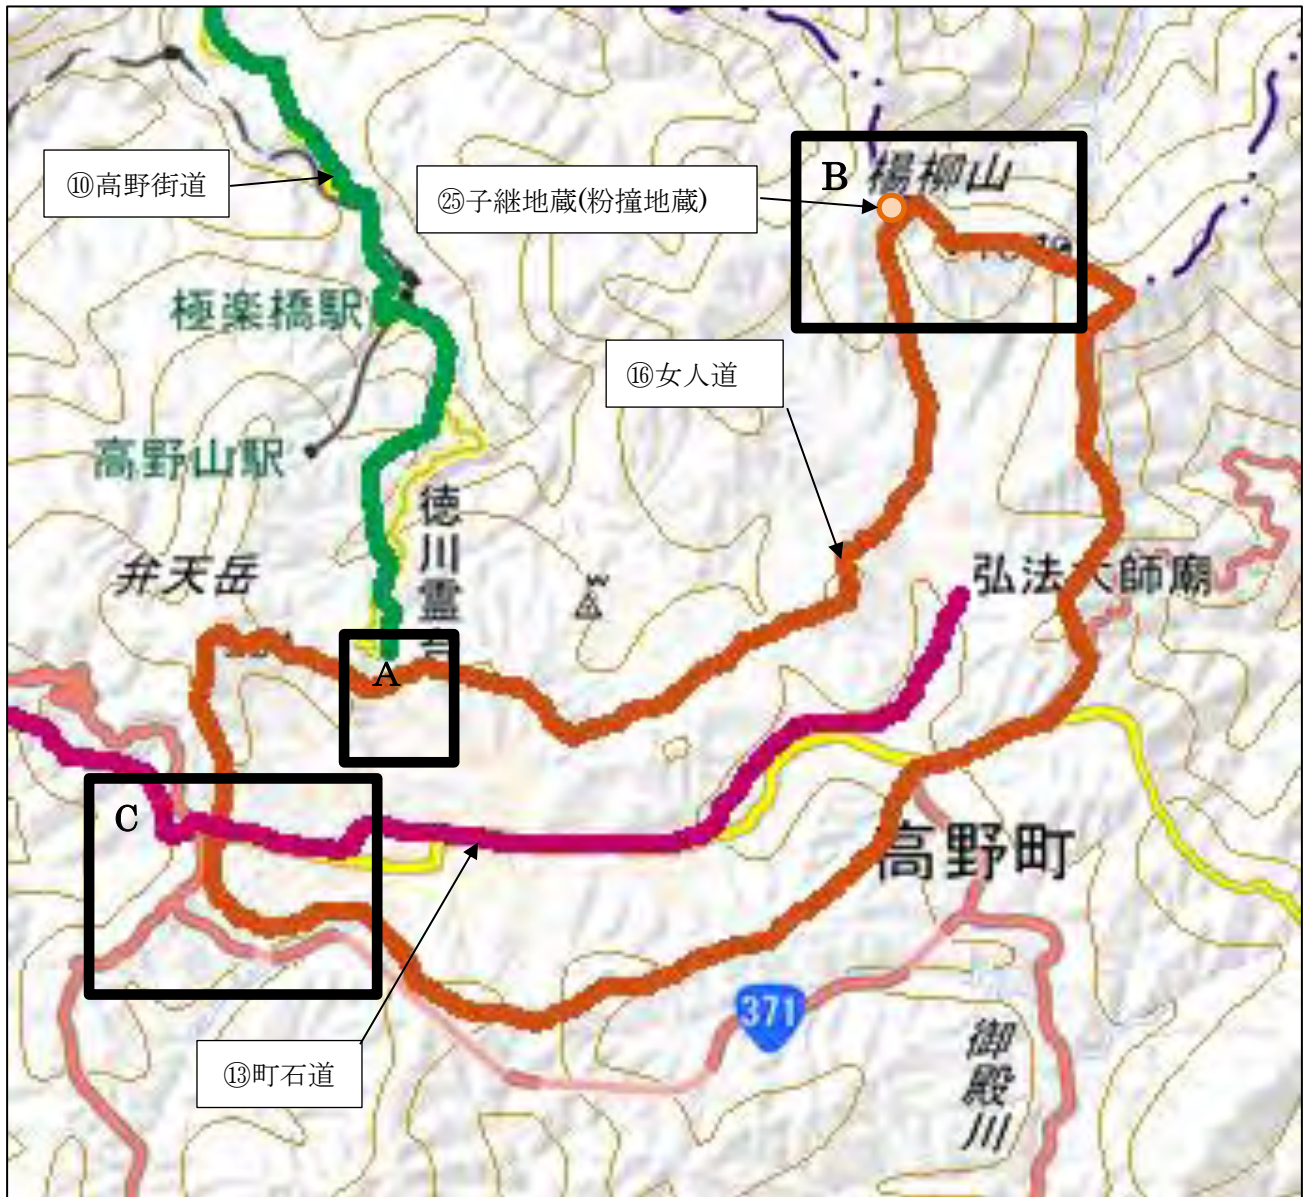 ⑩高野街道
㉕子継地蔵(粉撞地蔵)
B
楊柳山
極楽橋駅
⑯女人道
高野山駅
徳川霊台
弁天岳
弘法大師廟
A
C
高野町
371
⑬町石道
御殿川